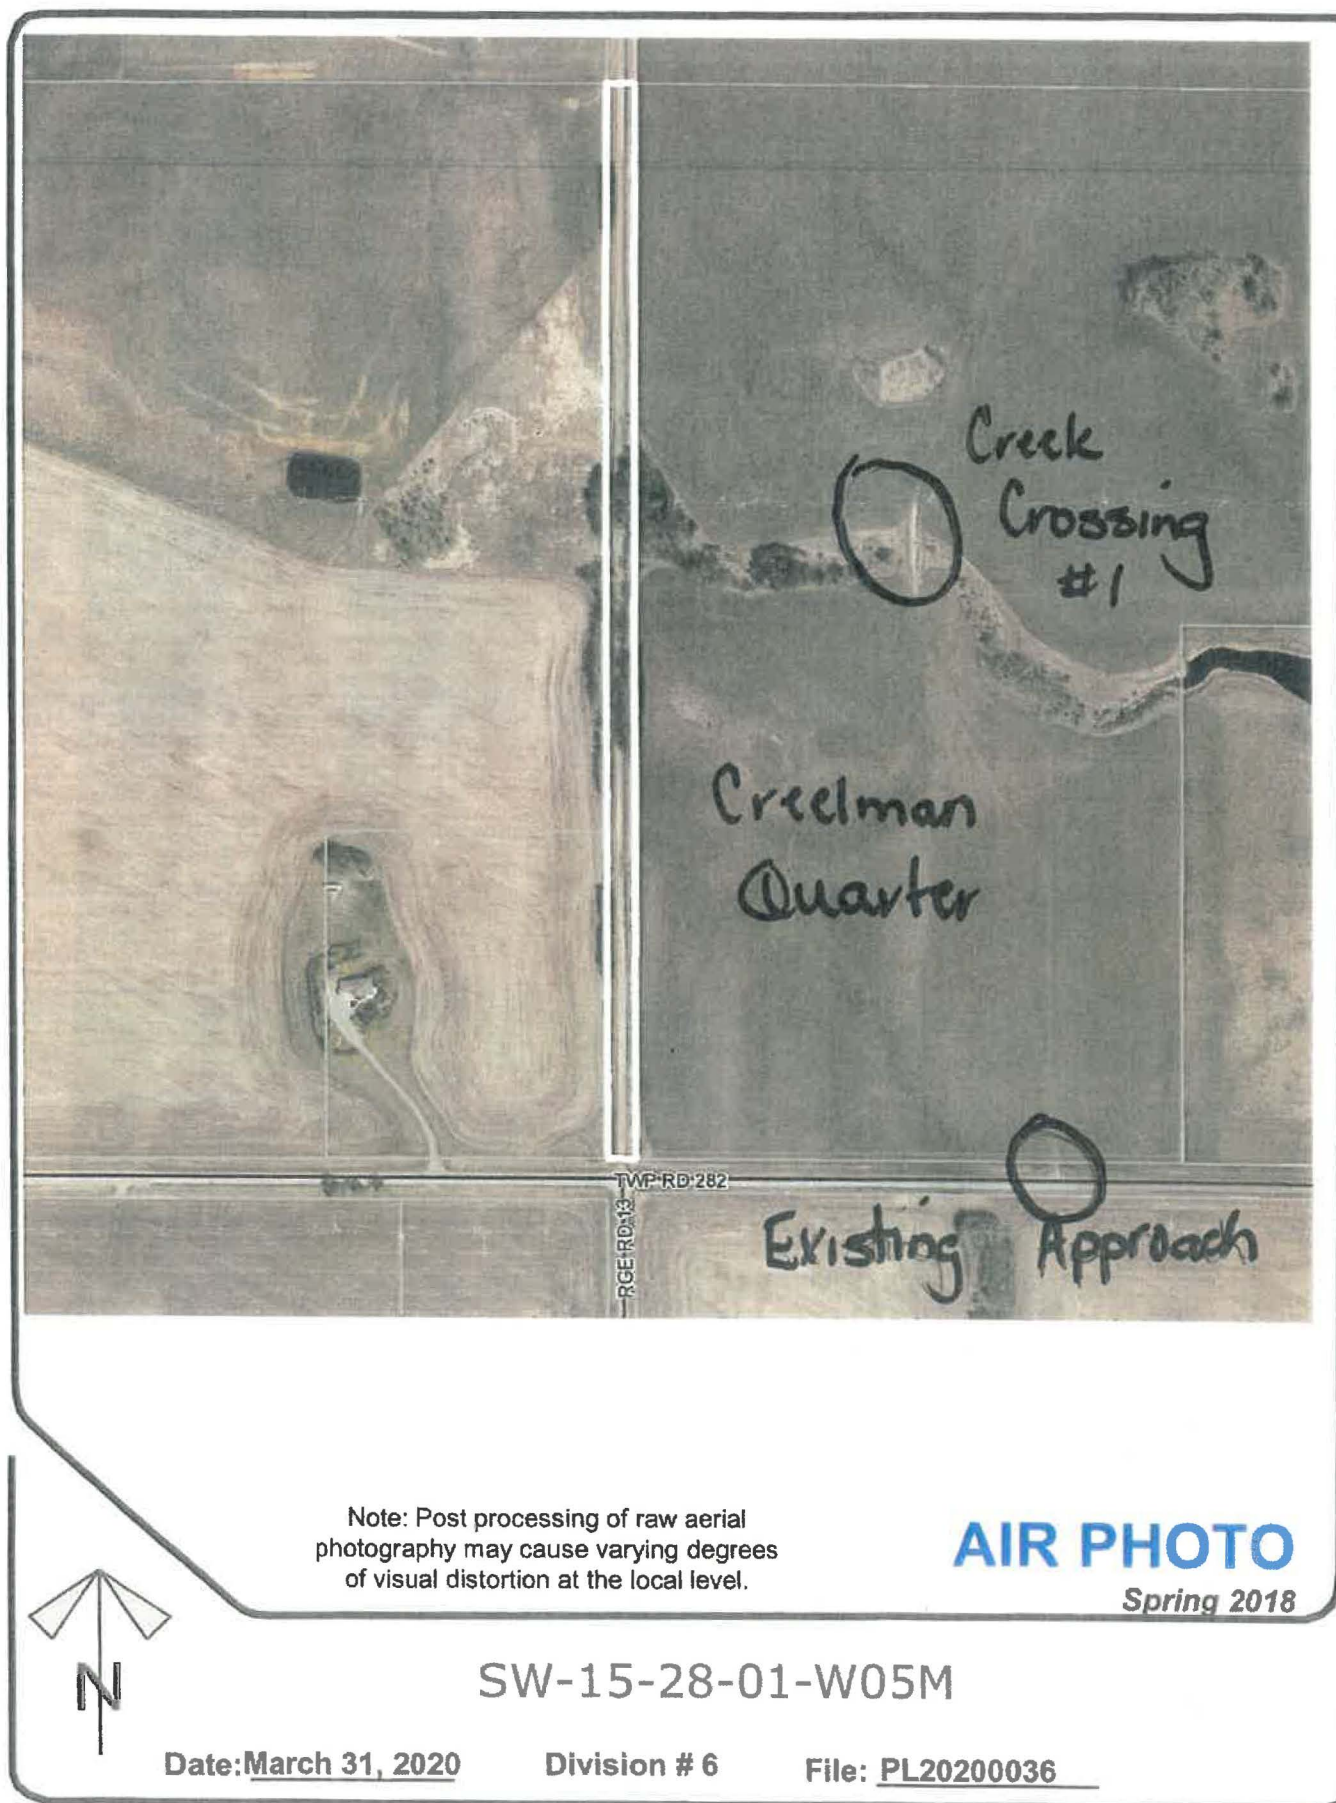 Creek
Crossing
#1
Creelman
Quarter
TWP RD 282
RGE RD 13
Existing Approach
Note: Post processing of raw aerial
photography may cause varying degrees
of visual distortion at the local level.
AIR PHOTO
Spring 2018
N
SW-15-28-01-W05M
Date: March 31, 2020 Division # 6 File: PL20200036